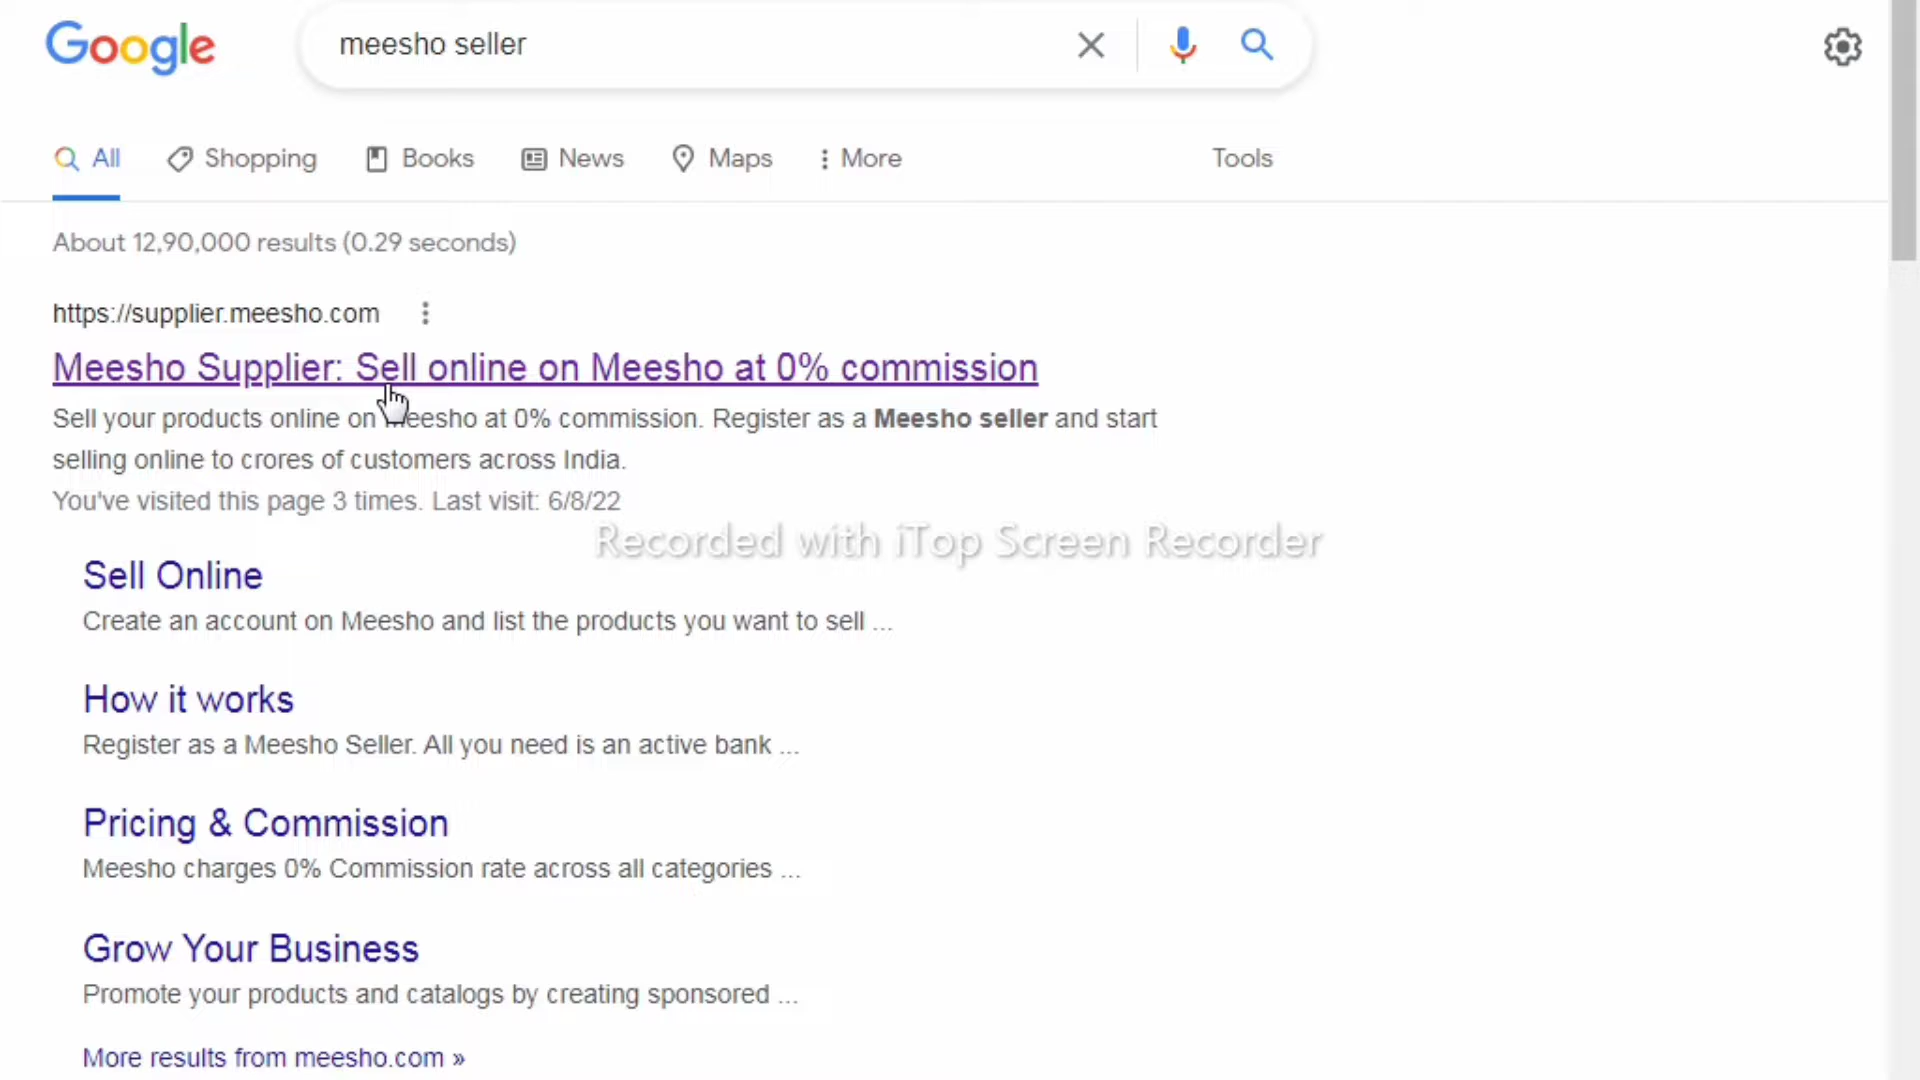 Google
meesho seller
All Shopping Books News Maps More Tools
About 12,90,000 results (0.29 seconds)
https://supplier.meesho.com
Meesho Supplier: Sell online on Meesho at 0% commission
Sell your products online on Meesho at 0% commission. Register as a Meesho seller and start
selling online to crores of customers across India.
You've visited this page 3 times. Last visit: 6/8/22
Recorded with iTop Screen Recorder
Sell Online
Create an account on Meesho and list the products you want to sell ...
How it works
Register as a Meesho Seller. All you need is an active bank ...
Pricing & Commission
Meesho charges 0% Commission rate across all categories ...
Grow Your Business
Promote your products and catalogs by creating sponsored ...
More results from meesho.com »